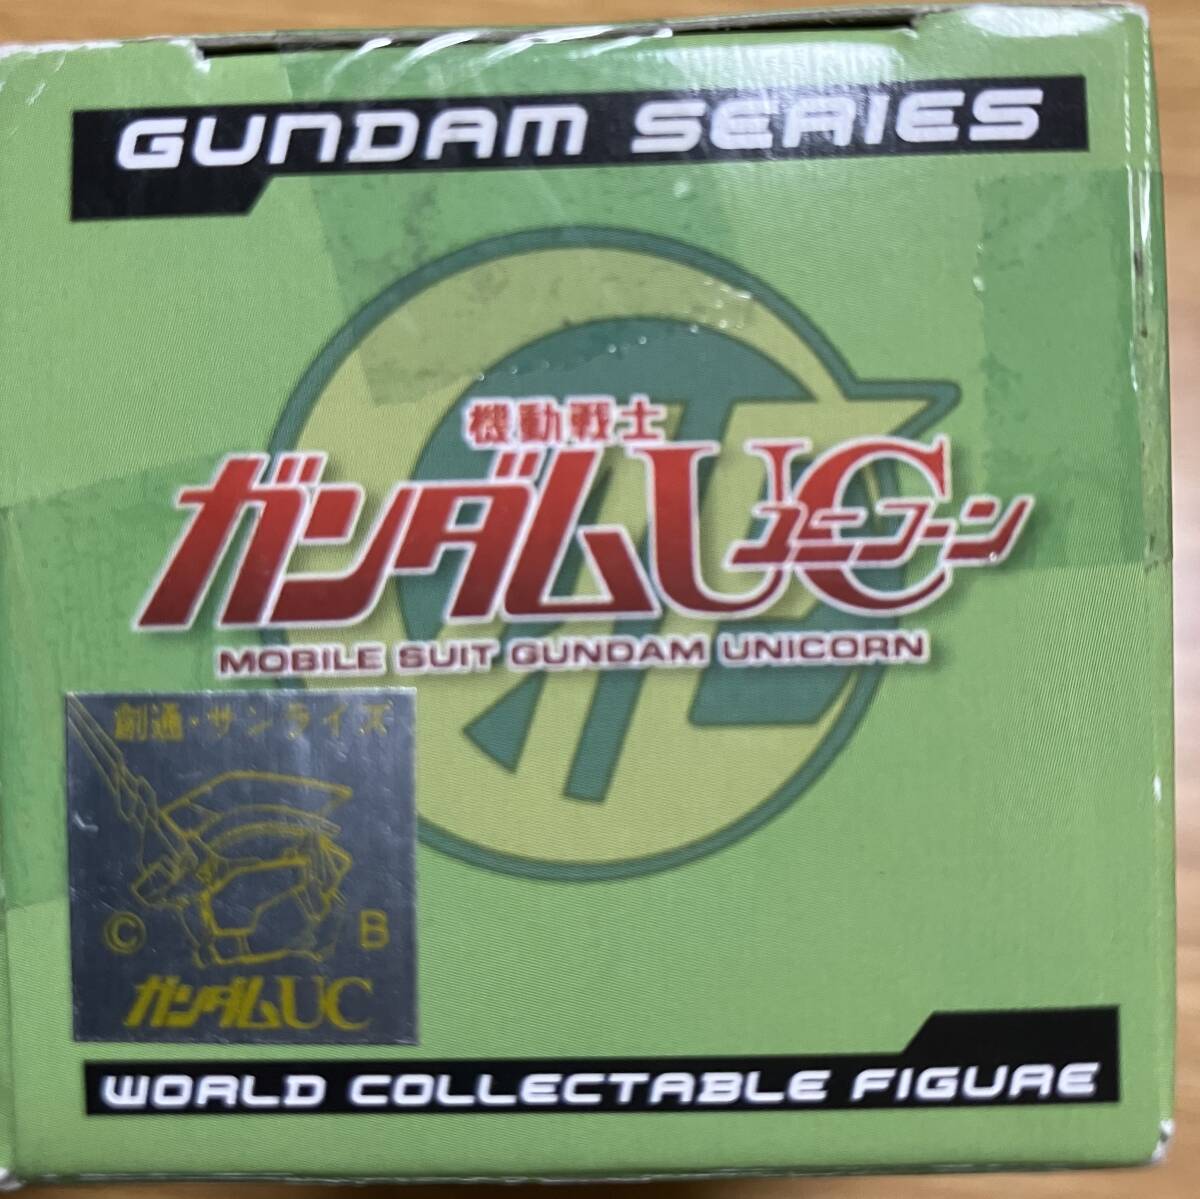 GUNDAM SERIES
機動戦士
ガンダムUC
ユニコーン
MOBILE SUIT GUNDAM UNICORN
創通・サンライズ
© B
ガンダムUC
WORLD COLLECTABLE FIGURE